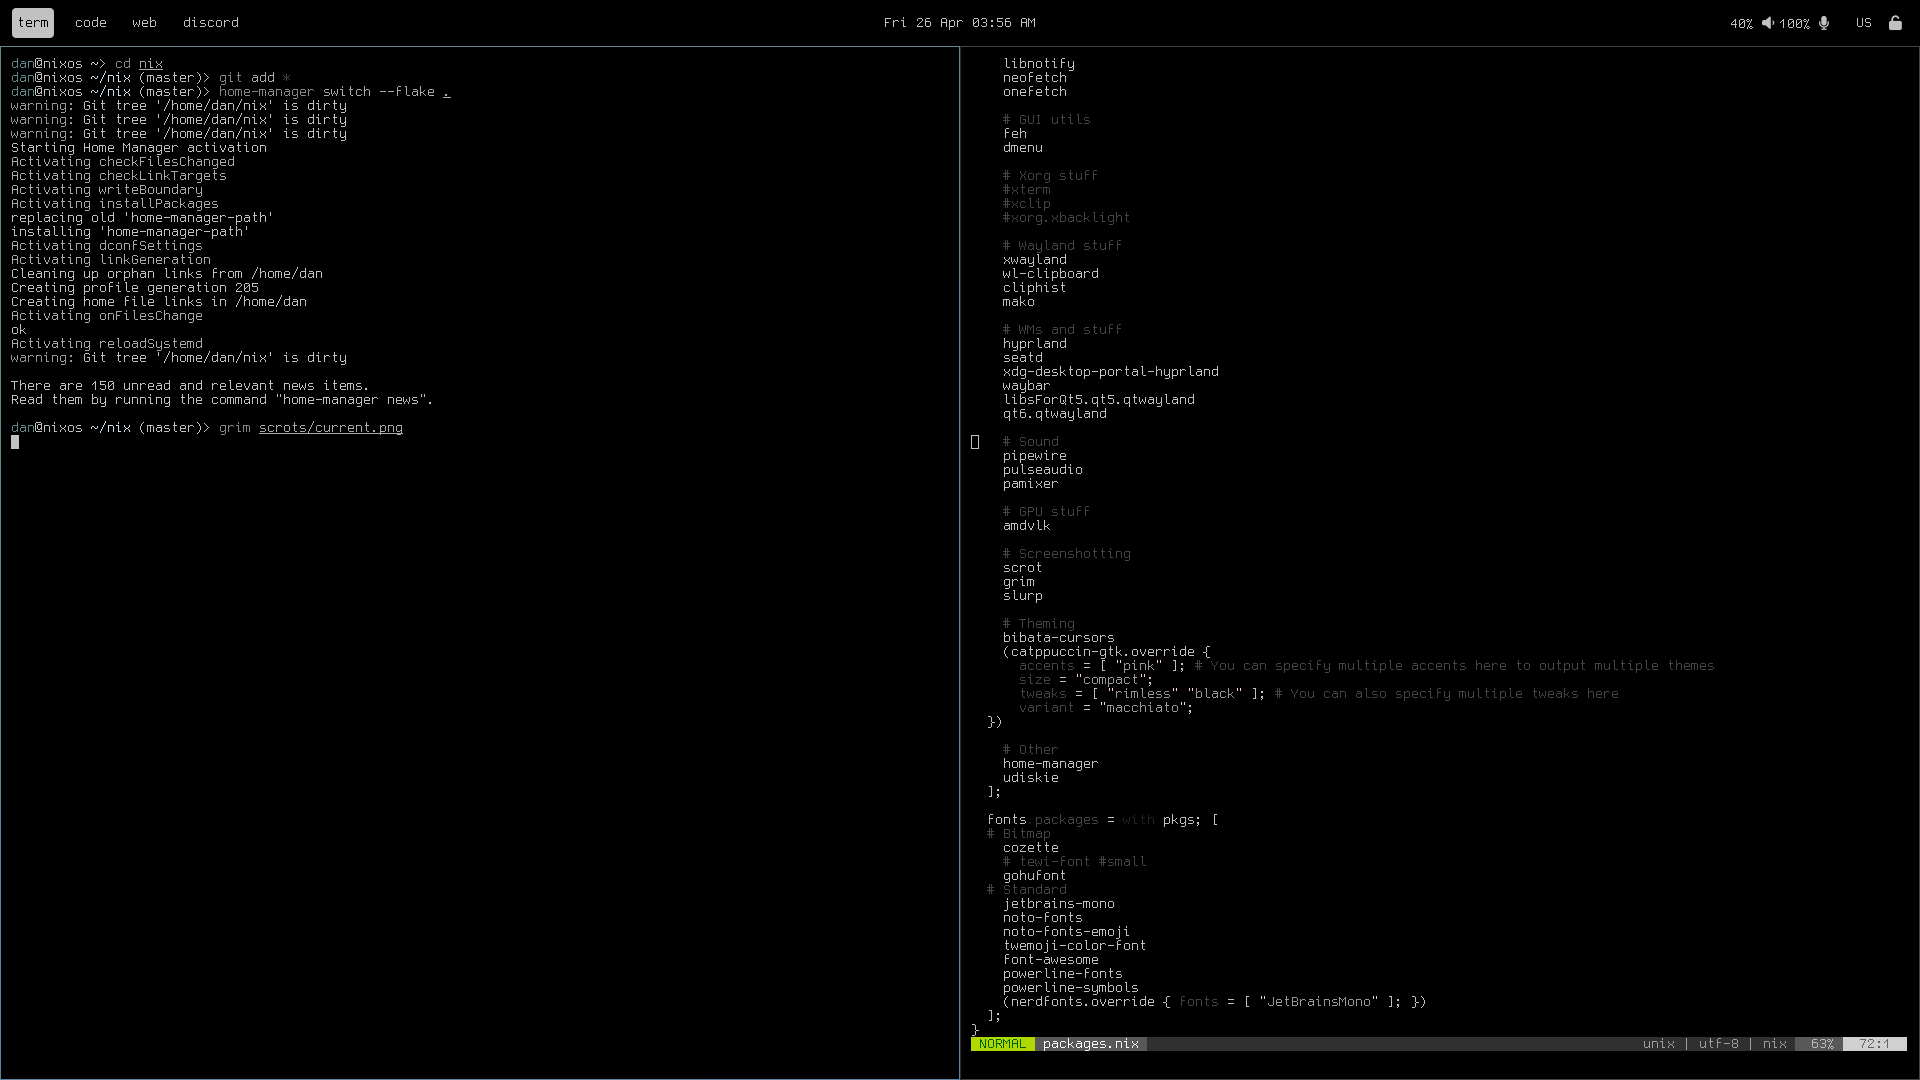 term code web discord Fri 26 Apr 03:56 AM 40% 100% US
dan@nixos ~> cd nix
dan@nixos ~/nix (master)> git add *
dan@nixos ~/nix (master)> home-manager switch --flake .
warning: Git tree '/home/dan/nix' is dirty
warning: Git tree '/home/dan/nix' is dirty
warning: Git tree '/home/dan/nix' is dirty
Starting Home Manager activation
Activating checkFilesChanged
Activating checkLinkTargets
Activating writeBoundary
Activating installPackages
replacing old 'home-manager-path'
installing 'home-manager-path'
Activating dconfSettings
Activating linkGeneration
Cleaning up orphan links from /home/dan
Creating profile generation 205
Creating home file links in /home/dan
Activating onFilesChange
ok
Activating reloadSystemd
warning: Git tree '/home/dan/nix' is dirty
There are 150 unread and relevant news items.
Read them by running the command "home-manager news".
dan@nixos ~/nix (master)> grim scrots/current.png
libnotify
neofetch
onefetch
# GUI utils
feh
dmenu
# Xorg stuff
#xterm
#xclip
#xorg.xbacklight
# Wayland stuff
xwayland
wl-clipboard
cliphist
mako
# WMs and stuff
hyprland
seatd
xdg-desktop-portal-hyprland
waybar
libsForQt5.qt5.qtwayland
qt6.qtwayland
# Sound
pipewire
pulseaudio
pamixer
# GPU stuff
amdvlk
# Screenshotting
scrot
grim
slurp
# Theming
bibata-cursors
(catppuccin-gtk.override {
accents = [ "pink" ]; # You can specify multiple accents here to output multiple themes
size = "compact";
tweaks = [ "rimless" "black" ]; # You can also specify multiple tweaks here
variant = "macchiato";
})
# Other
home-manager
udiskie
];
fonts.packages = with pkgs; [
# Bitmap
cozette
# tewi-font #small
gohufont
# Standard
jetbrains-mono
noto-fonts
noto-fonts-emoji
twemoji-color-font
font-awesome
powerline-fonts
powerline-symbols
(nerdfonts.override { fonts = [ "JetBrainsMono" ]; })
];
}
NORMAL packages.nix unix | utf-8 | nix 63% 72:1